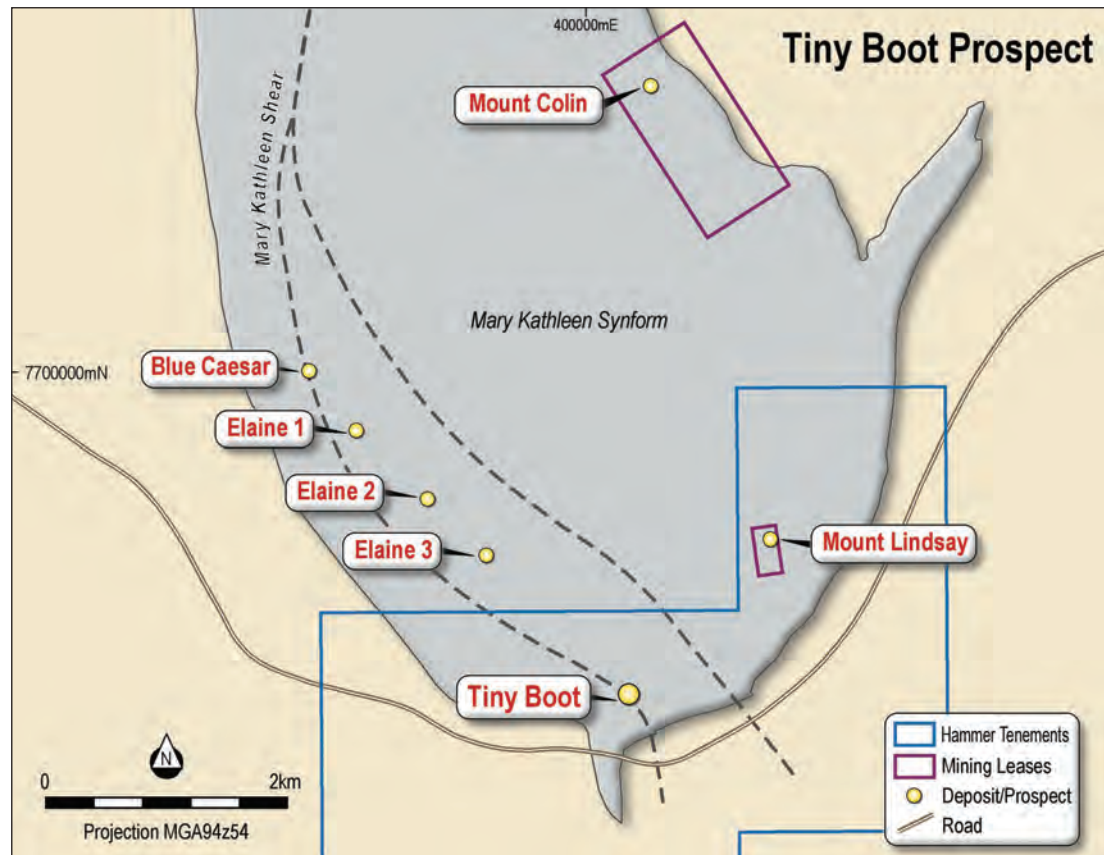 400000mE
Tiny Boot Prospect
Mount Colin
Mary Kathleen Shear
Mary Kathleen Synform
7700000mN
Blue Caesar
Elaine 1
Elaine 2
Elaine 3
Mount Lindsay
Tiny Boot
N
0 2km
Projection MGA94z54
Hammer Tenements
Mining Leases
Deposit/Prospect
Road